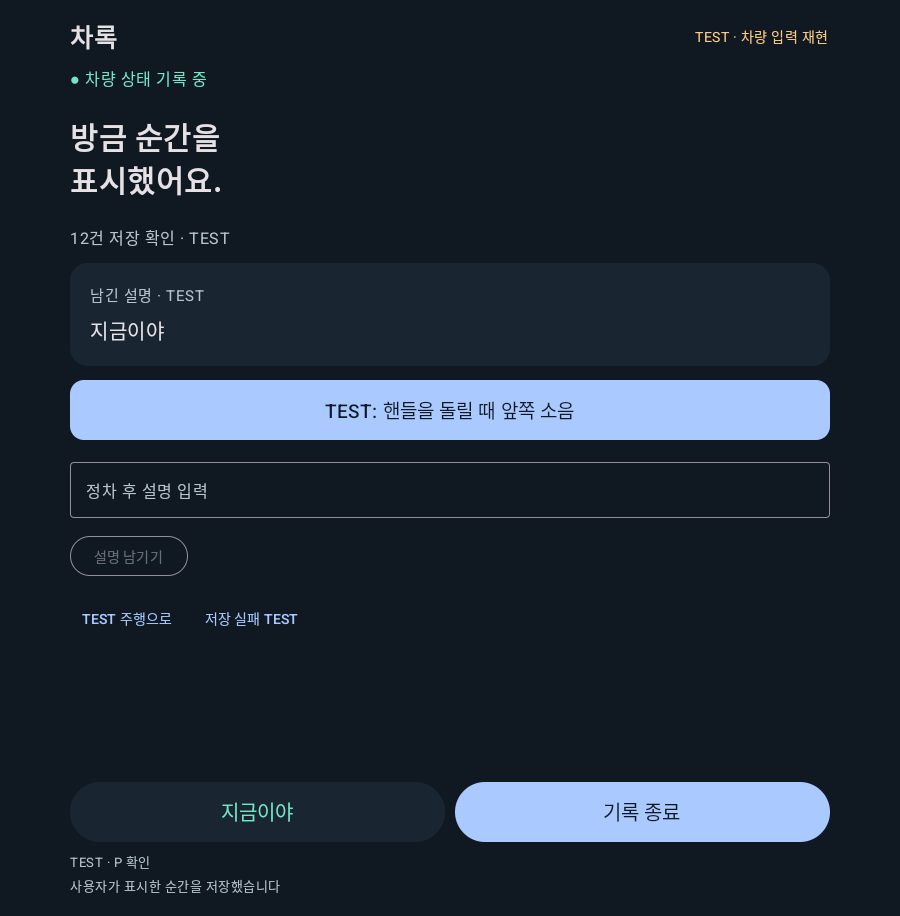 차록
TEST · 차량 입력 재현
● 차량 상태 기록 중
방금 순간을
표시했어요.
12건 저장 확인 · TEST
남긴 설명 · TEST
지금이야
TEST: 핸들을 돌릴 때 앞쪽 소음
정차 후 설명 입력
설명 남기기
TEST 주행으로
저장 실패 TEST
지금이야
기록 종료
TEST · P 확인
사용자가 표시한 순간을 저장했습니다